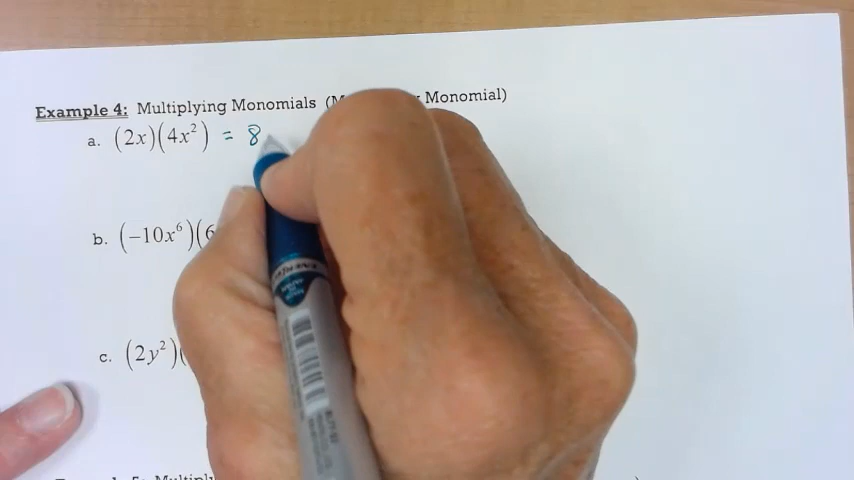 Example 4: Multiplying Monomials (M Monomial)
a. (2x)(4x²) = 8
b. (-10x⁶)(6
c. (2y²)(